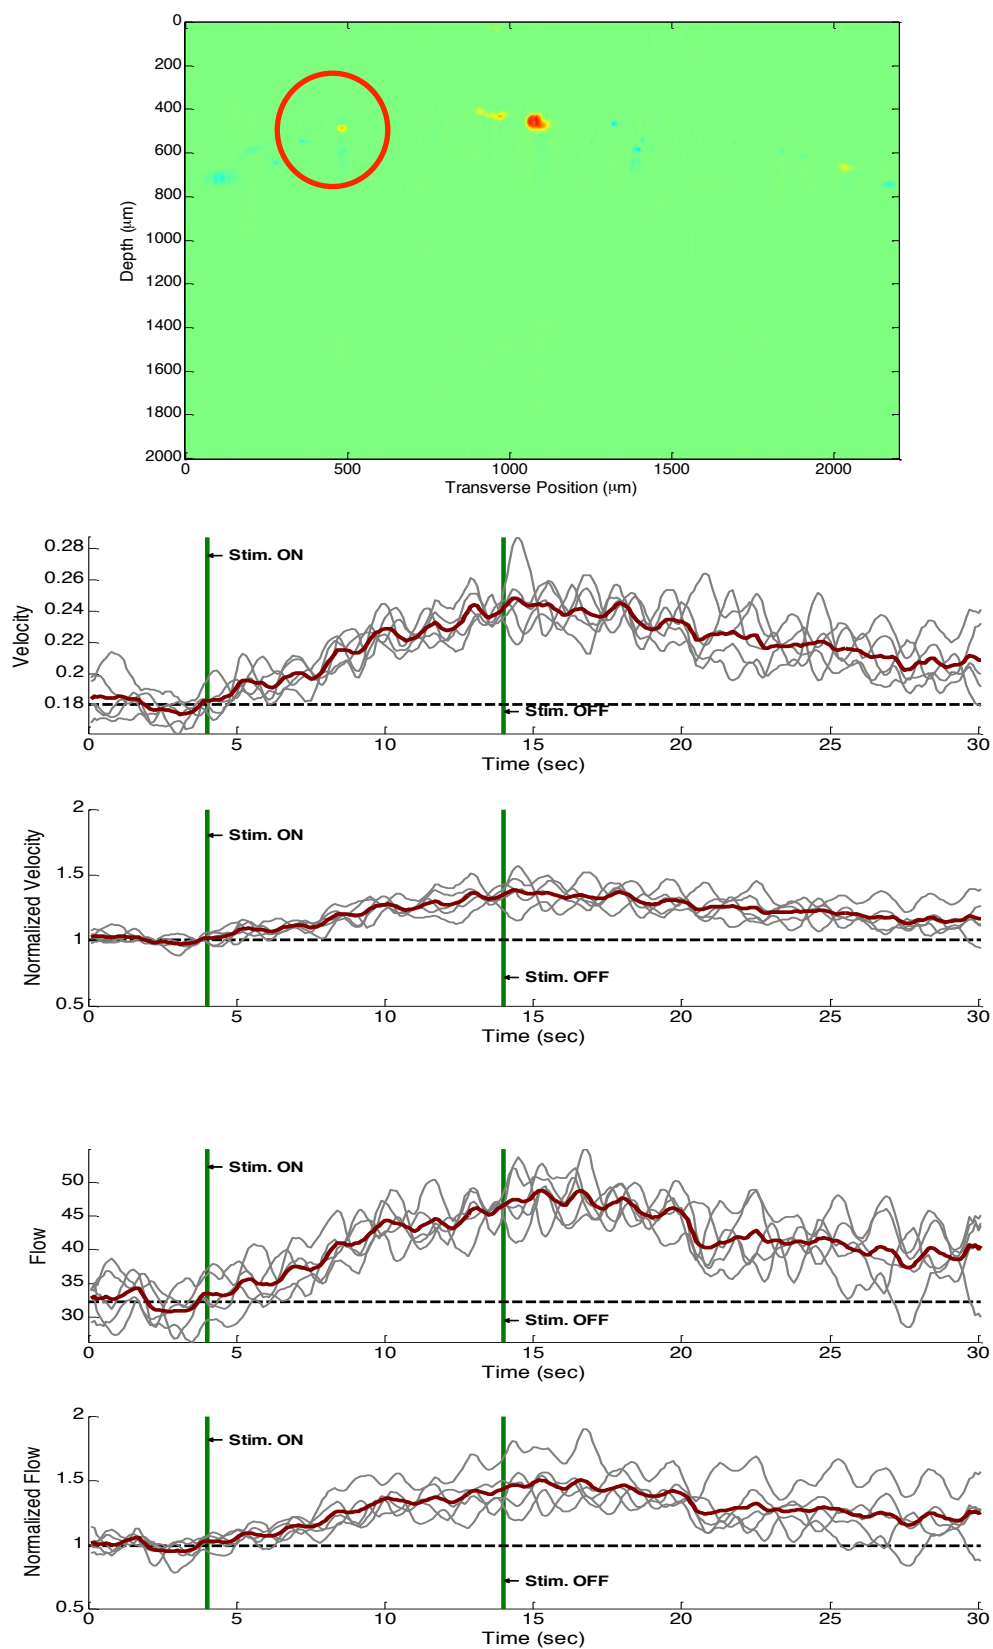 0
200
400
600
800
1000
1200
1400
1600
1800
2000
Depth (μm)
0 500 1000 1500 2000
Transverse Position (μm)
0.28
0.26
0.24
0.22
0.2
0.18
Velocity
Stim. ON
Stim. OFF
0 5 10 15 20 25 30
Time (sec)
2
1.5
1
0.5
Normalized Velocity
Stim. ON
Stim. OFF
0 5 10 15 20 25 30
Time (sec)
50
45
40
35
30
Flow
Stim. ON
Stim. OFF
0 5 10 15 20 25 30
Time (sec)
2
1.5
1
0.5
Normalized Flow
Stim. ON
Stim. OFF
0 5 10 15 20 25 30
Time (sec)